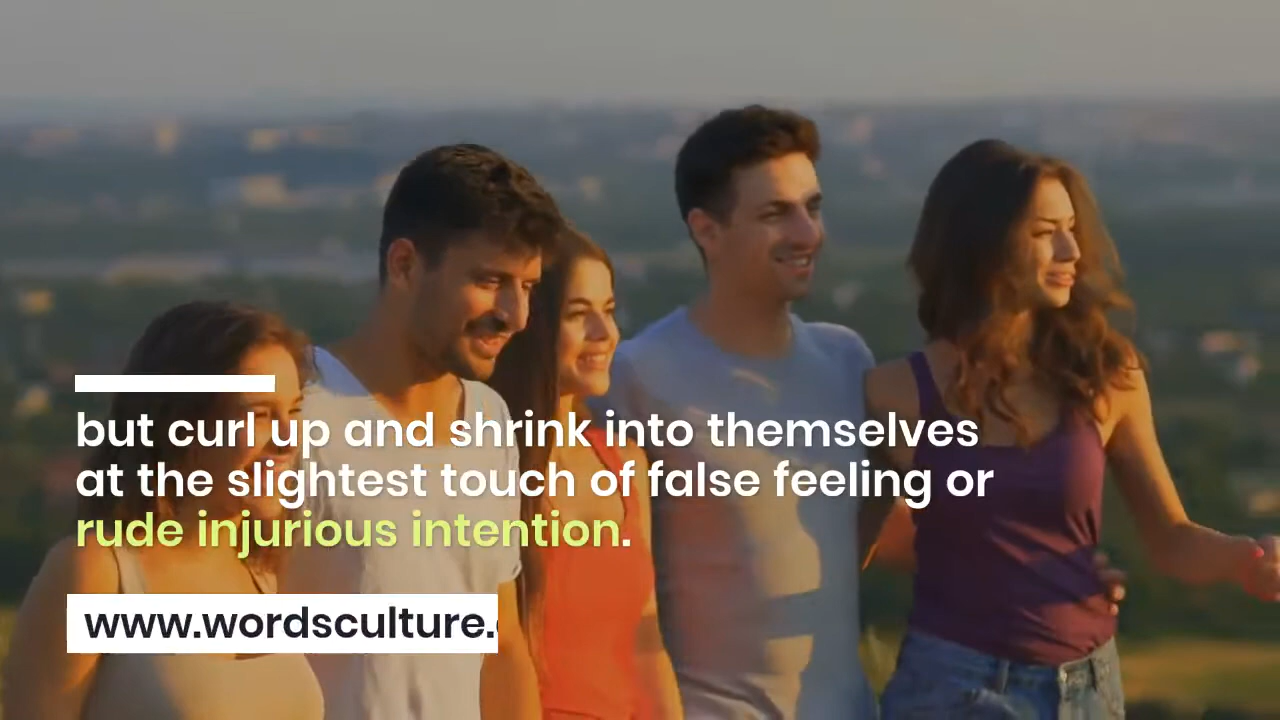 but curl up and shrink into themselves
at the slightest touch of false feeling or
rude injurious intention.
www.wordsculture.